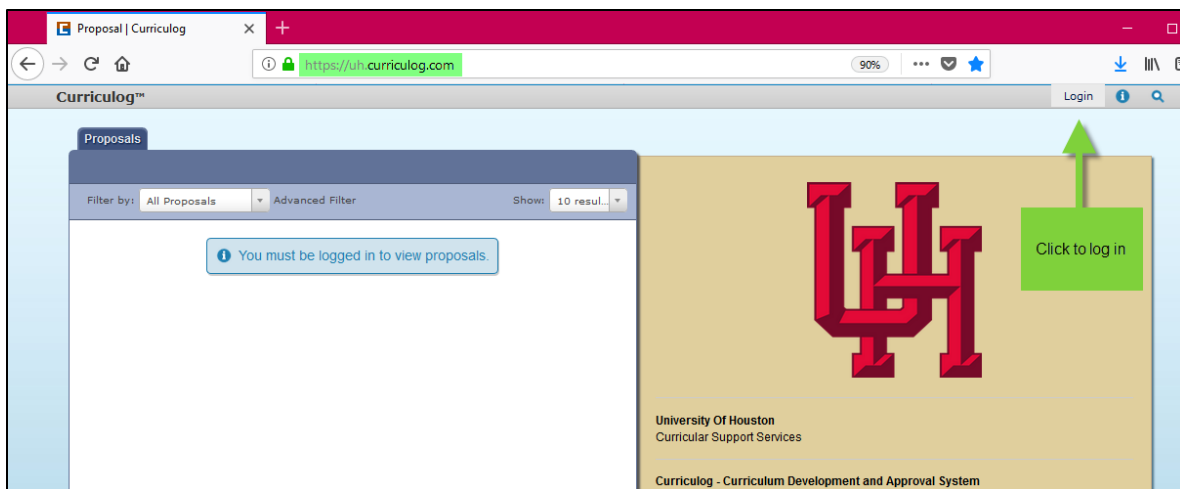 Proposal | Curriculog
https://uh.curriculog.com
90%
Curriculog™
Login
Proposals
Filter by: All Proposals Advanced Filter Show: 10 resul...
You must be logged in to view proposals.
UH
Click to log in
University Of Houston
Curricular Support Services
Curriculog - Curriculum Development and Approval System